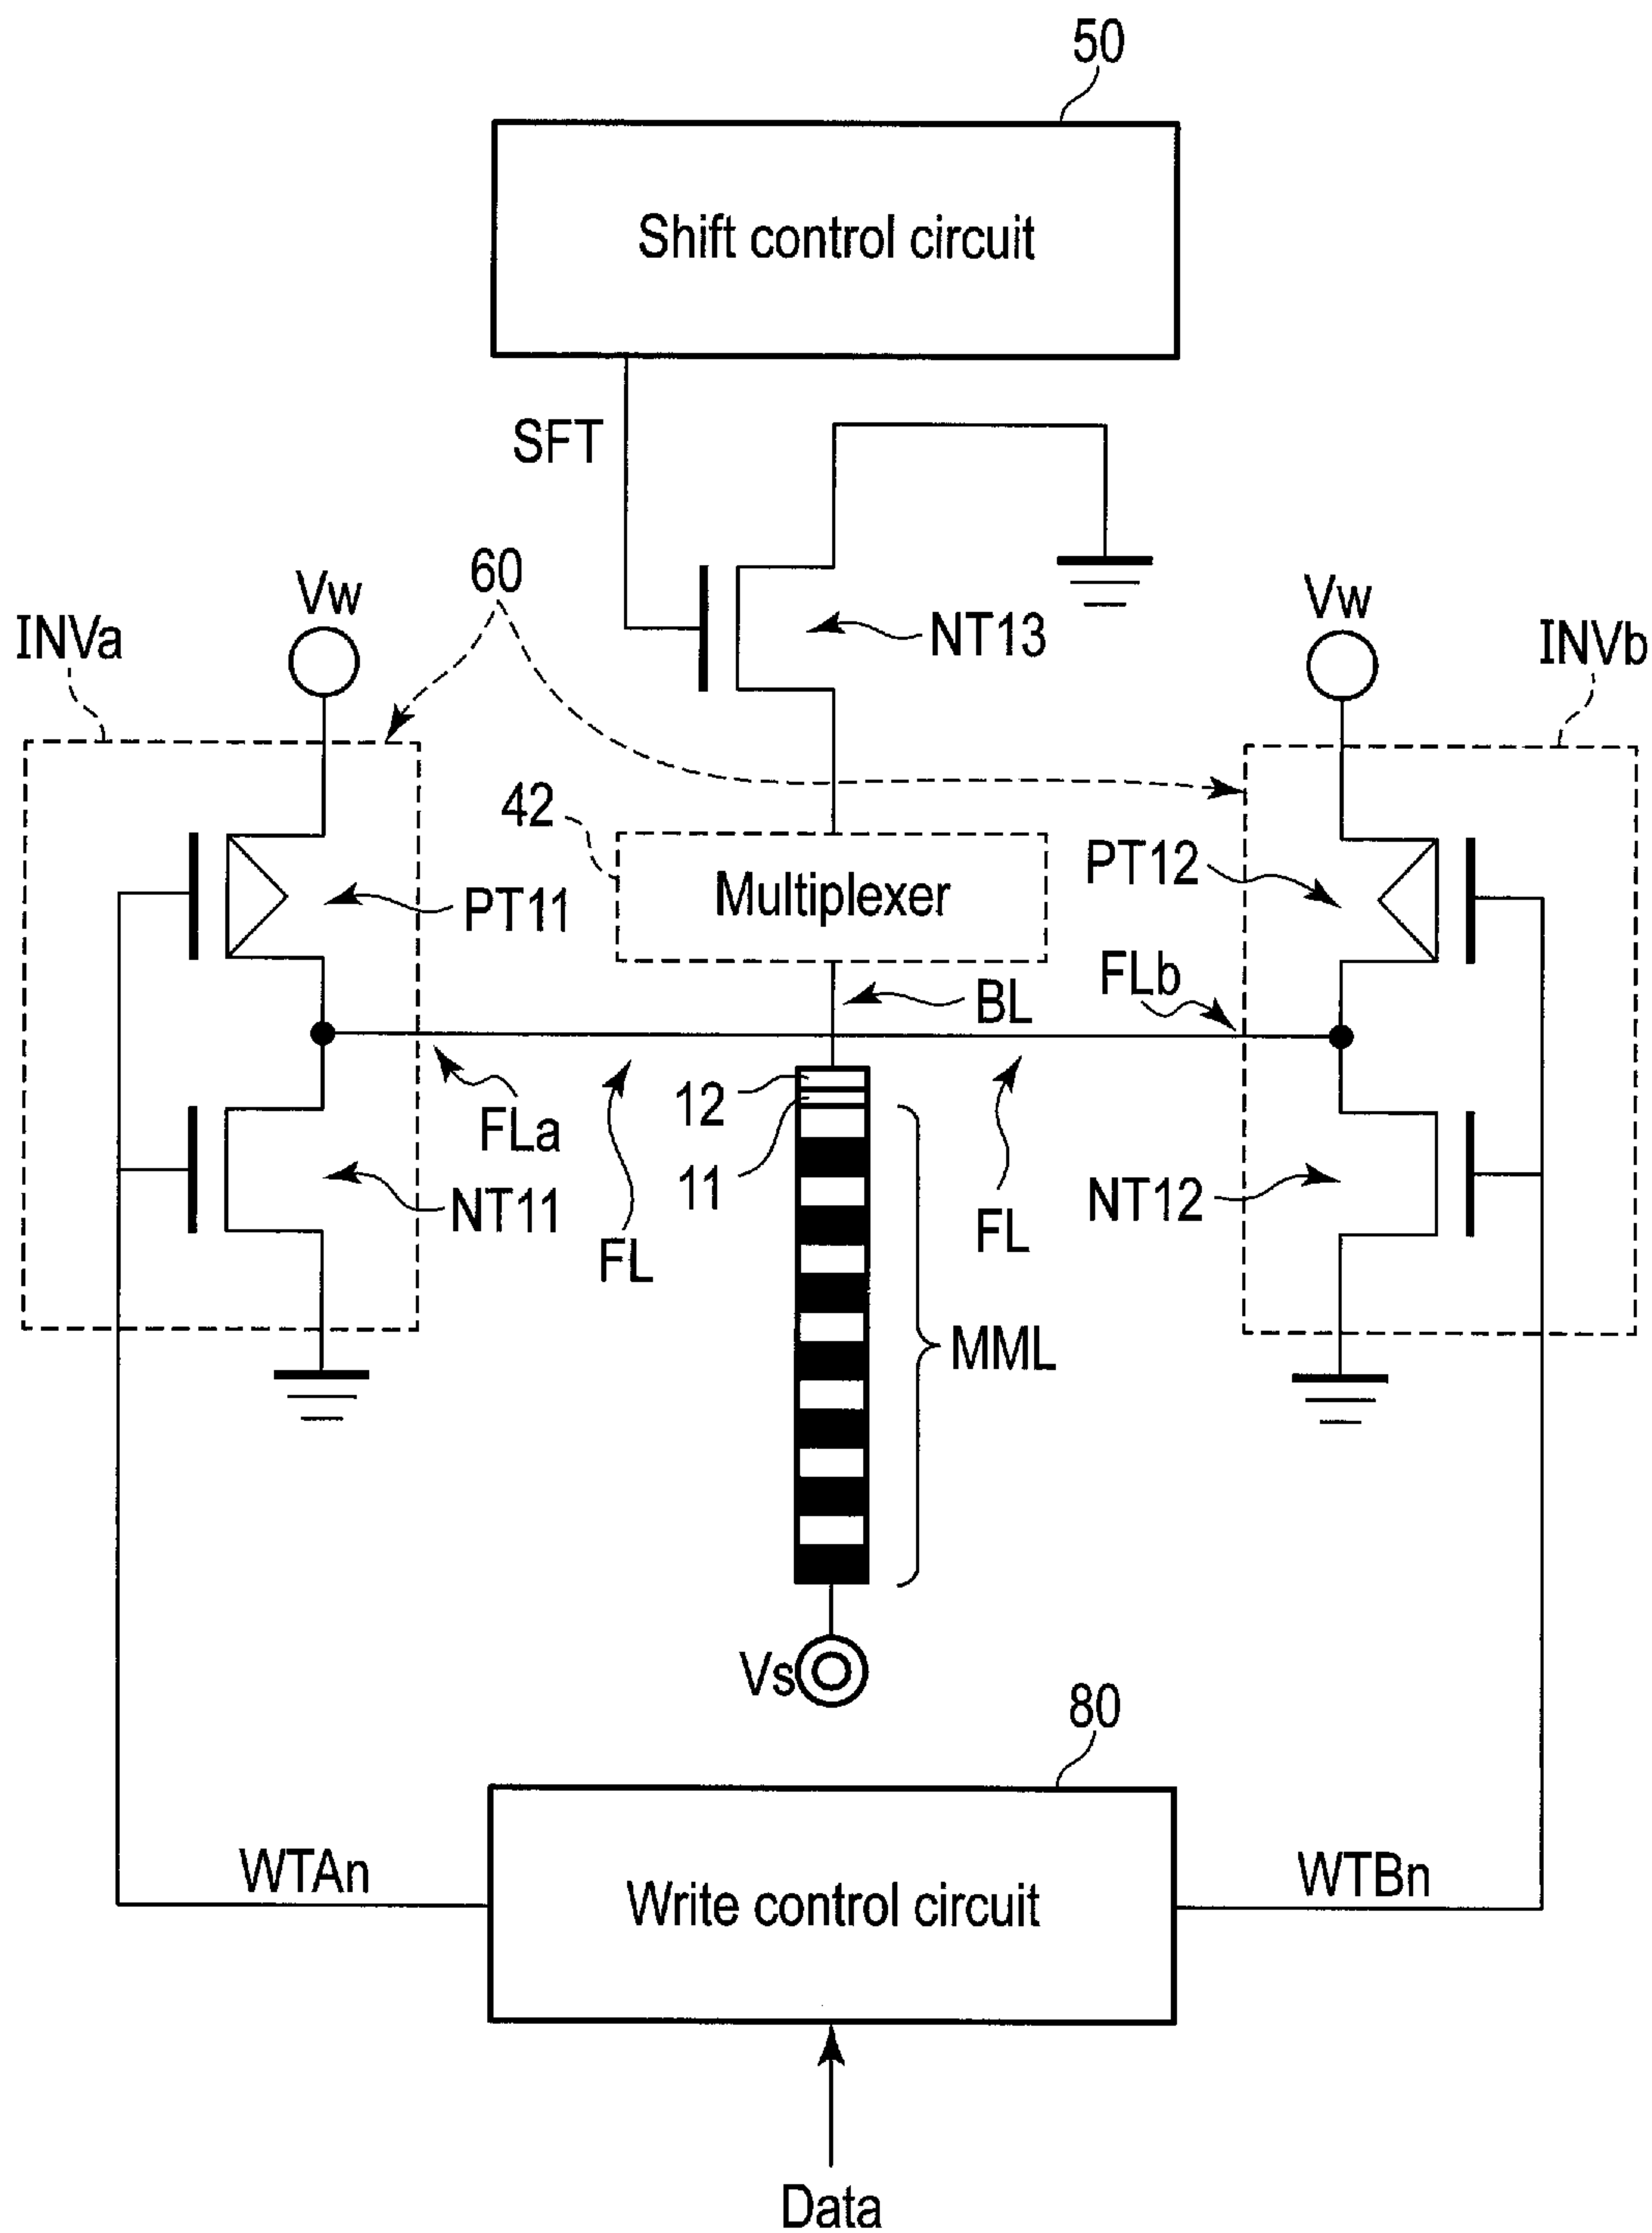 50
Shift control circuit
SFT
60
Vw
Vw
INVa
NT13
INVb
42
PT12
Multiplexer
PT11
FLb
BL
12
FLa
11
NT11
NT12
FL
FL
MML
Vs
80
WTAn
WTBn
Write control circuit
Data